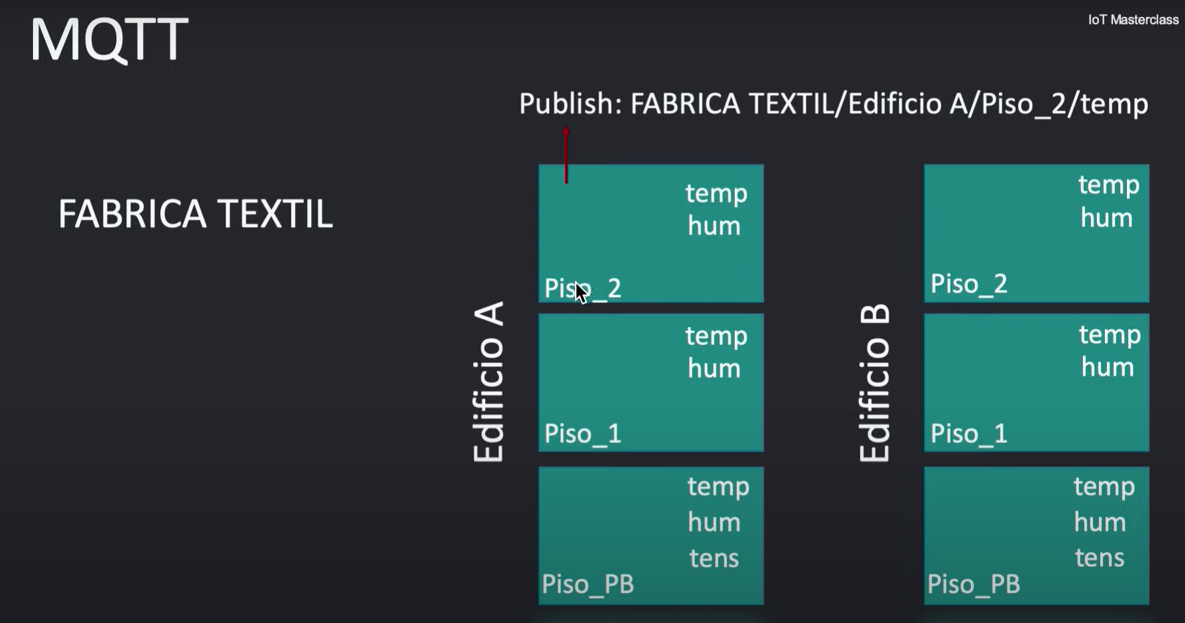 MQTT
IoT Masterclass
Publish: FABRICA TEXTIL/Edificio A/Piso_2/temp
FABRICA TEXTIL
Edificio A
temp
hum
Piso_2
temp
hum
Piso_1
temp
hum
tens
Piso_PB
Edificio B
temp
hum
Piso_2
temp
hum
Piso_1
temp
hum
tens
Piso_PB